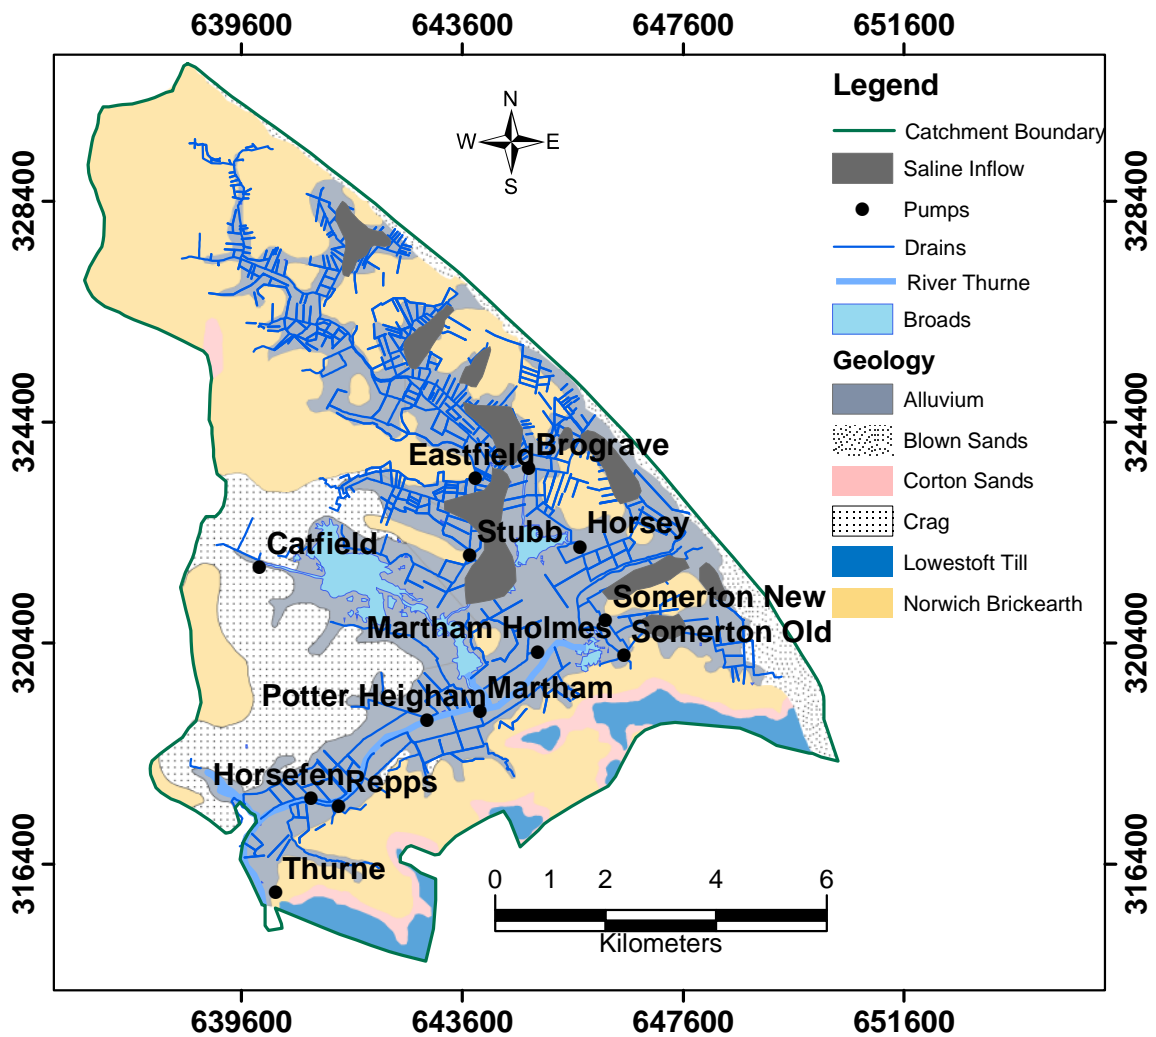 639600 643600 647600 651600
N
W E
S
Legend
Catchment Boundary
Saline Inflow
Pumps
Drains
River Thurne
Broads
Geology
Alluvium
Blown Sands
Corton Sands
Crag
Lowestoft Till
Norwich Brickearth
328400 328400
324400 324400
320400 320400
316400 316400
Brograve
Eastfield
Horsey
Stubb
Catfield
Somerton New
Martham Holmes
Somerton Old
Martham
Potter Heigham
Horsefen
Repps
Thurne
0 1 2 4 6
Kilometers
639600 643600 647600 651600